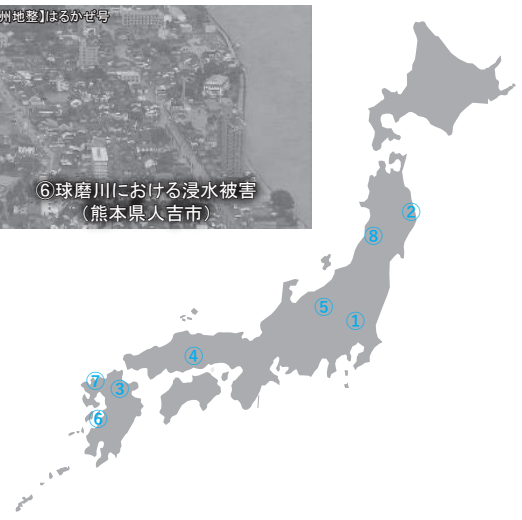 州地整】はるかぜ号
⑥球磨川における浸水被害
（熊本県人吉市）
②
⑧
⑤
①
④
⑦
③
⑥